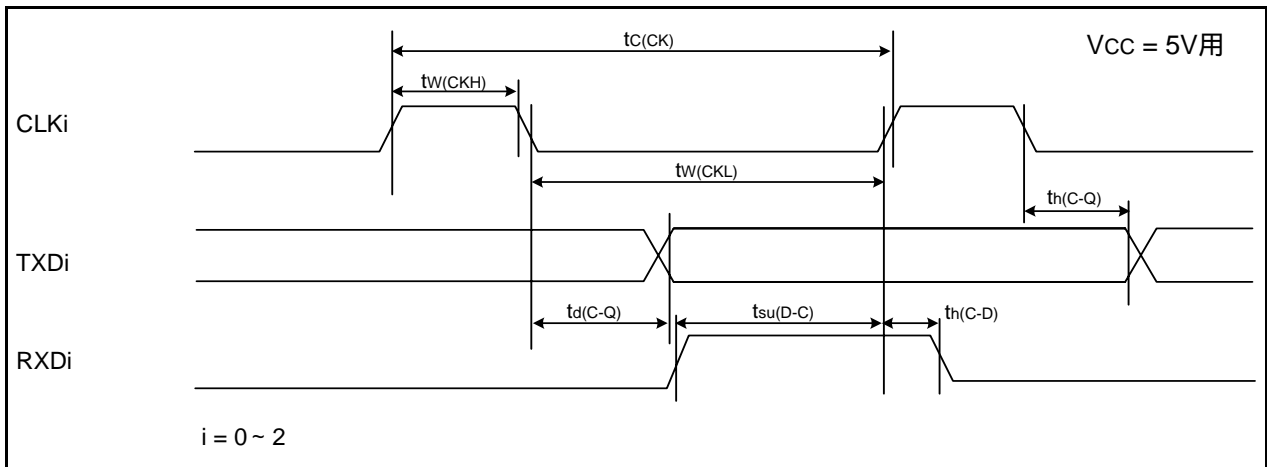 tC(CK)
VCC = 5V用
tW(CKH)
CLKi
tW(CKL)
th(C-Q)
TXDi
td(C-Q)
tsu(D-C)
th(C-D)
RXDi
i = 0 ~ 2